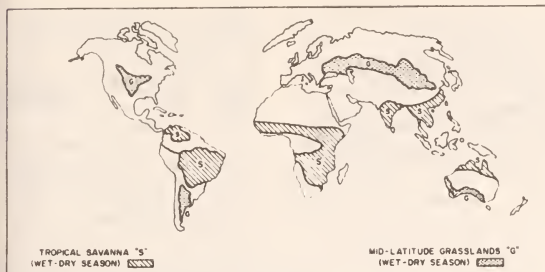 G
G
S
S
S
S
S
S
G
G
TROPICAL SAVANNA "S"
(WET-DRY SEASON)
MID-LATITUDE GRASSLANDS "G"
(WET-DRY SEASON)